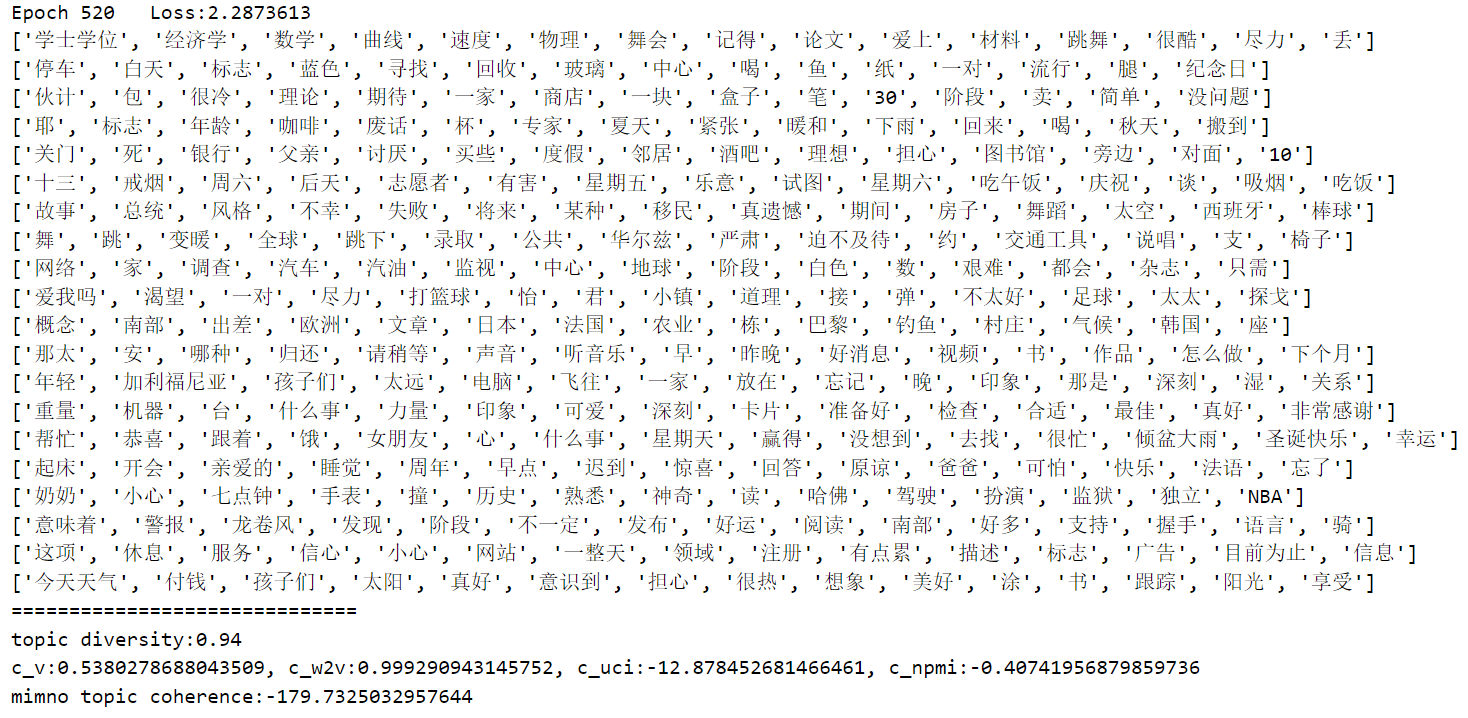 Epoch 520   Loss:2.2873613
['学士学位', '经济学', '数学', '曲线', '速度', '物理', '舞会', '记得', '论文', '爱上', '材料', '跳舞', '很酷', '尽力', '丢']
['停车', '白天', '标志', '蓝色', '寻找', '回收', '玻璃', '中心', '喝', '鱼', '纸', '一对', '流行', '腿', '纪念日']
['伙计', '包', '很冷', '理论', '期待', '一家', '商店', '一块', '盒子', '笔', '30', '阶段', '卖', '简单', '没问题']
['耶', '标志', '年龄', '咖啡', '废话', '杯', '专家', '夏天', '紧张', '暖和', '下雨', '回来', '喝', '秋天', '搬到']
['关门', '死', '银行', '父亲', '讨厌', '买些', '度假', '邻居', '酒吧', '理想', '担心', '图书馆', '旁边', '对面', '10']
['十三', '戒烟', '周六', '后天', '志愿者', '有害', '星期五', '乐意', '试图', '星期六', '吃午饭', '庆祝', '谈', '吸烟', '吃饭']
['故事', '总统', '风格', '不幸', '失败', '将来', '某种', '移民', '真遗憾', '期间', '房子', '舞蹈', '太空', '西班牙', '棒球']
['舞', '跳', '变暖', '全球', '跳下', '录取', '公共', '华尔兹', '严肃', '迫不及待', '约', '交通工具', '说唱', '支', '椅子']
['网络', '家', '调查', '汽车', '汽油', '监视', '中心', '地球', '阶段', '白色', '数', '艰难', '都会', '杂志', '只需']
['爱我吗', '渴望', '一对', '尽力', '打篮球', '怡', '君', '小镇', '道理', '接', '弹', '不太好', '足球', '太太', '探戈']
['概念', '南部', '出差', '欧洲', '文章', '日本', '法国', '农业', '栋', '巴黎', '钓鱼', '村庄', '气候', '韩国', '座']
['那太', '安', '哪种', '归还', '请稍等', '声音', '听音乐', '早', '昨晚', '好消息', '视频', '书', '作品', '怎么做', '下个月']
['年轻', '加利福尼亚', '孩子们', '太远', '电脑', '飞往', '一家', '放在', '忘记', '晚', '印象', '那是', '深刻', '湿', '关系']
['重量', '机器', '台', '什么事', '力量', '印象', '可爱', '深刻', '卡片', '准备好', '检查', '合适', '最佳', '真好', '非常感谢']
['帮忙', '恭喜', '跟着', '饿', '女朋友', '心', '什么事', '星期天', '赢得', '没想到', '去找', '很忙', '倾盆大雨', '圣诞快乐', '幸运']
['起床', '开会', '亲爱的', '睡觉', '周年', '早点', '迟到', '惊喜', '回答', '原谅', '爸爸', '可怕', '快乐', '法语', '忘了']
['奶奶', '小心', '七点钟', '手表', '撞', '历史', '熟悉', '神奇', '读', '哈佛', '驾驶', '扮演', '监狱', '独立', 'NBA']
['意味着', '警报', '龙卷风', '发现', '阶段', '不一定', '发布', '好运', '阅读', '南部', '好多', '支持', '握手', '语言', '骑']
['这项', '休息', '服务', '信心', '小心', '网站', '一整天', '领域', '注册', '有点累', '描述', '标志', '广告', '目前为止', '信息']
['今天天气', '付钱', '孩子们', '太阳', '真好', '意识到', '担心', '很热', '想象', '美好', '涂', '书', '跟踪', '阳光', '享受']
==============================
topic diversity:0.94
c_v:0.5380278688043509, c_w2v:0.999290943145752, c_uci:-12.878452681466461, c_npmi:-0.40741956879859736
mimno topic coherence:-179.7325032957644